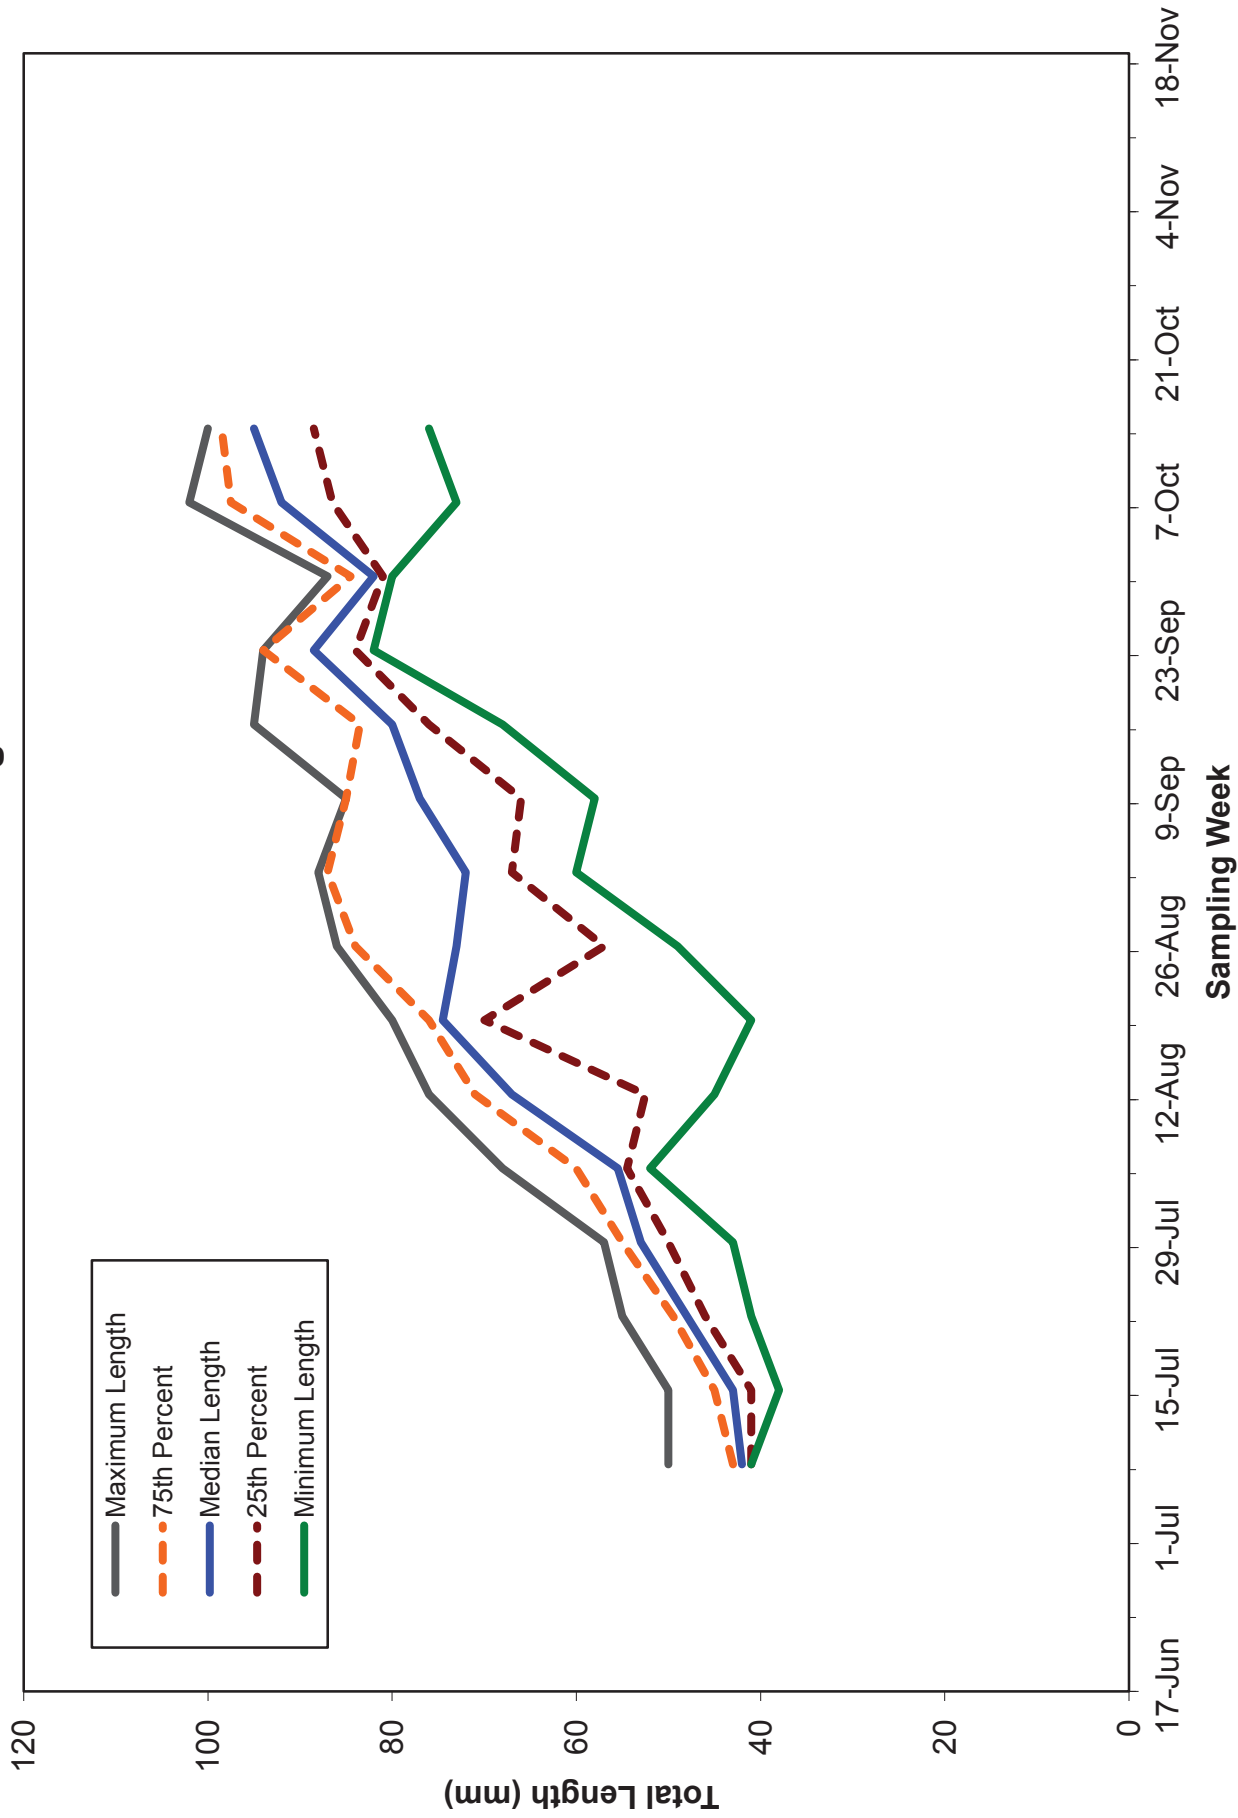 120
100
80
60
40
20
0
Total Length (mm)
Maximum Length
75th Percent
Median Length
25th Percent
Minimum Length
17-Jun
1-Jul
15-Jul
29-Jul
12-Aug
26-Aug
9-Sep
23-Sep
7-Oct
21-Oct
4-Nov
18-Nov
Sampling Week